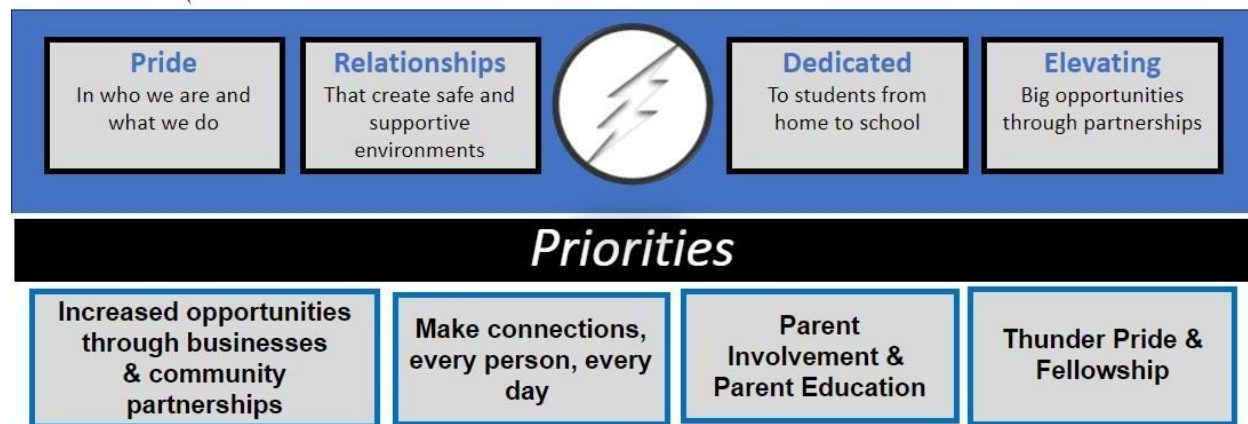 Pride
In who we are and
what we do
Relationships
That create safe and
supportive
environments
Dedicated
To students from
home to school
Elevating
Big opportunities
through partnerships
Priorities
Increased opportunities
through businesses
& community
partnerships
Make connections,
every person, every
day
Parent
Involvement &
Parent Education
Thunder Pride &
Fellowship